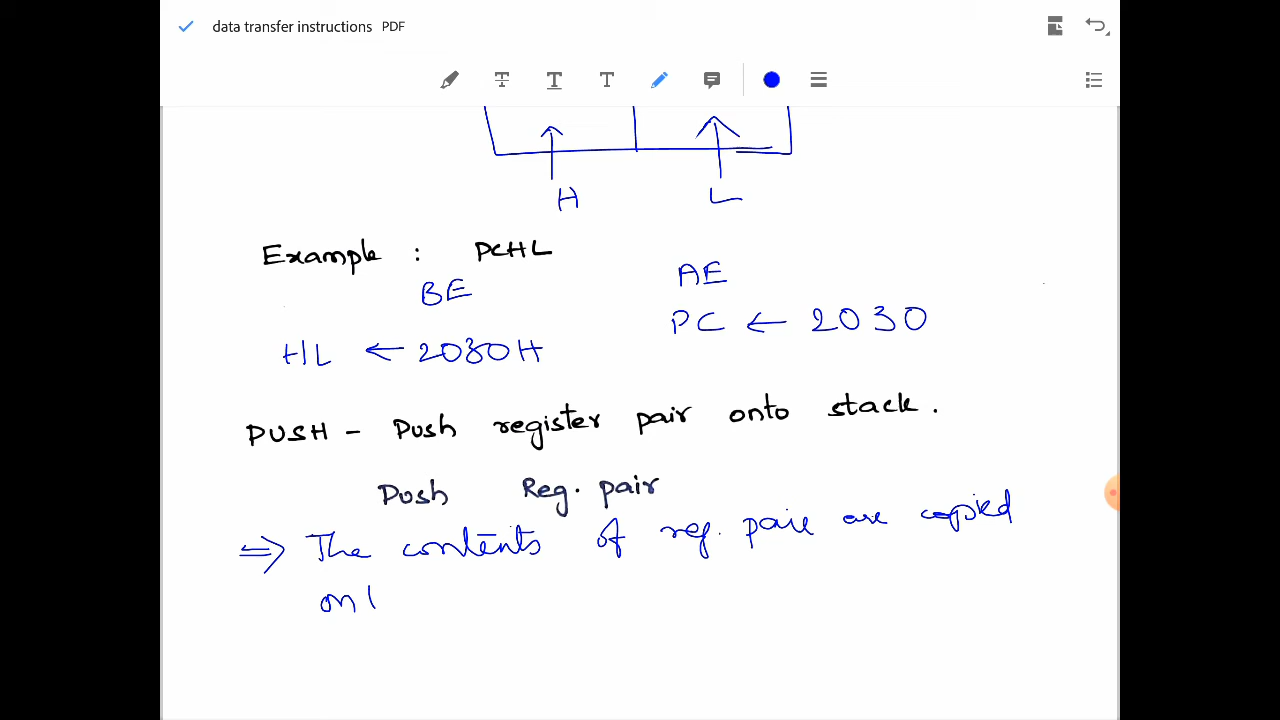 data transfer instructions PDF
H L
Example : PCHL
BE AE
HL ← 2030H PC ← 2030
PUSH - Push register pair onto stack.
Push Reg. pair
⇒ The contents of reg. pair are copied
on